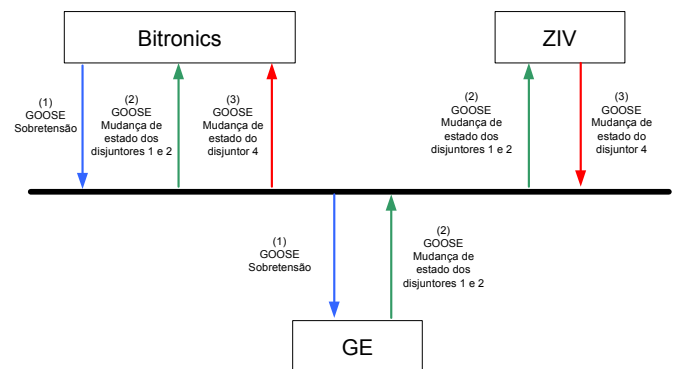 Bitronics
ZIV
(1)
GOOSE
Sobretensão
(2)
GOOSE
Mudança de
estado dos
disjuntores 1 e 2
(3)
GOOSE
Mudança de
estado do
disjuntor 4
(2)
GOOSE
Mudança de
estado dos
disjuntores 1 e 2
(3)
GOOSE
Mudança de
estado do
disjuntor 4
(1)
GOOSE
Sobretensão
(2)
GOOSE
Mudança de
estado dos
disjuntores 1 e 2
GE